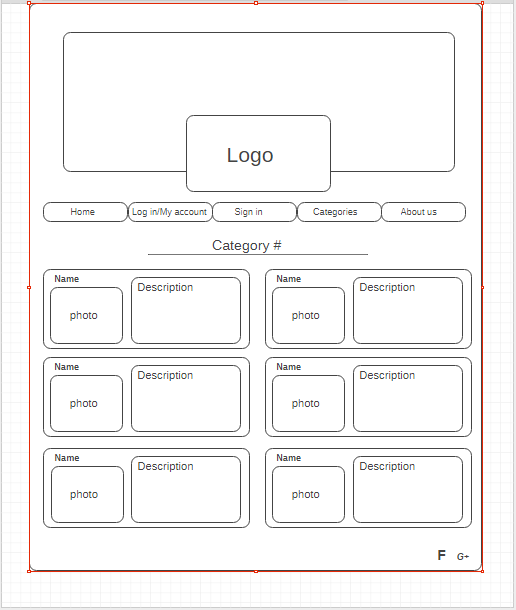 Logo
Home
Log in/My account
Sign in
Categories
About us
Category #
Name
photo
Description
Name
photo
Description
Name
photo
Description
Name
photo
Description
Name
photo
Description
Name
photo
Description
F G+